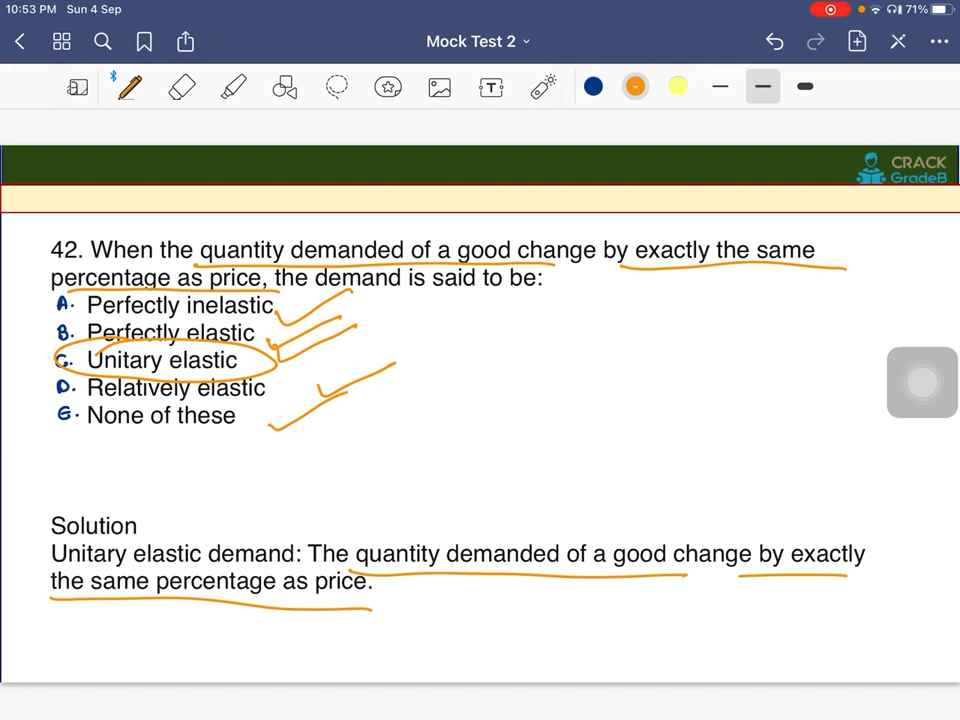 10:53 PM Sun 4 Sep
71%
Mock Test 2
T
CRACK
GradeB
42. When the quantity demanded of a good change by exactly the same
percentage as price, the demand is said to be:
A. Perfectly inelastic
B. Perfectly elastic
C. Unitary elastic
D. Relatively elastic
E. None of these
Solution
Unitary elastic demand: The quantity demanded of a good change by exactly
the same percentage as price.